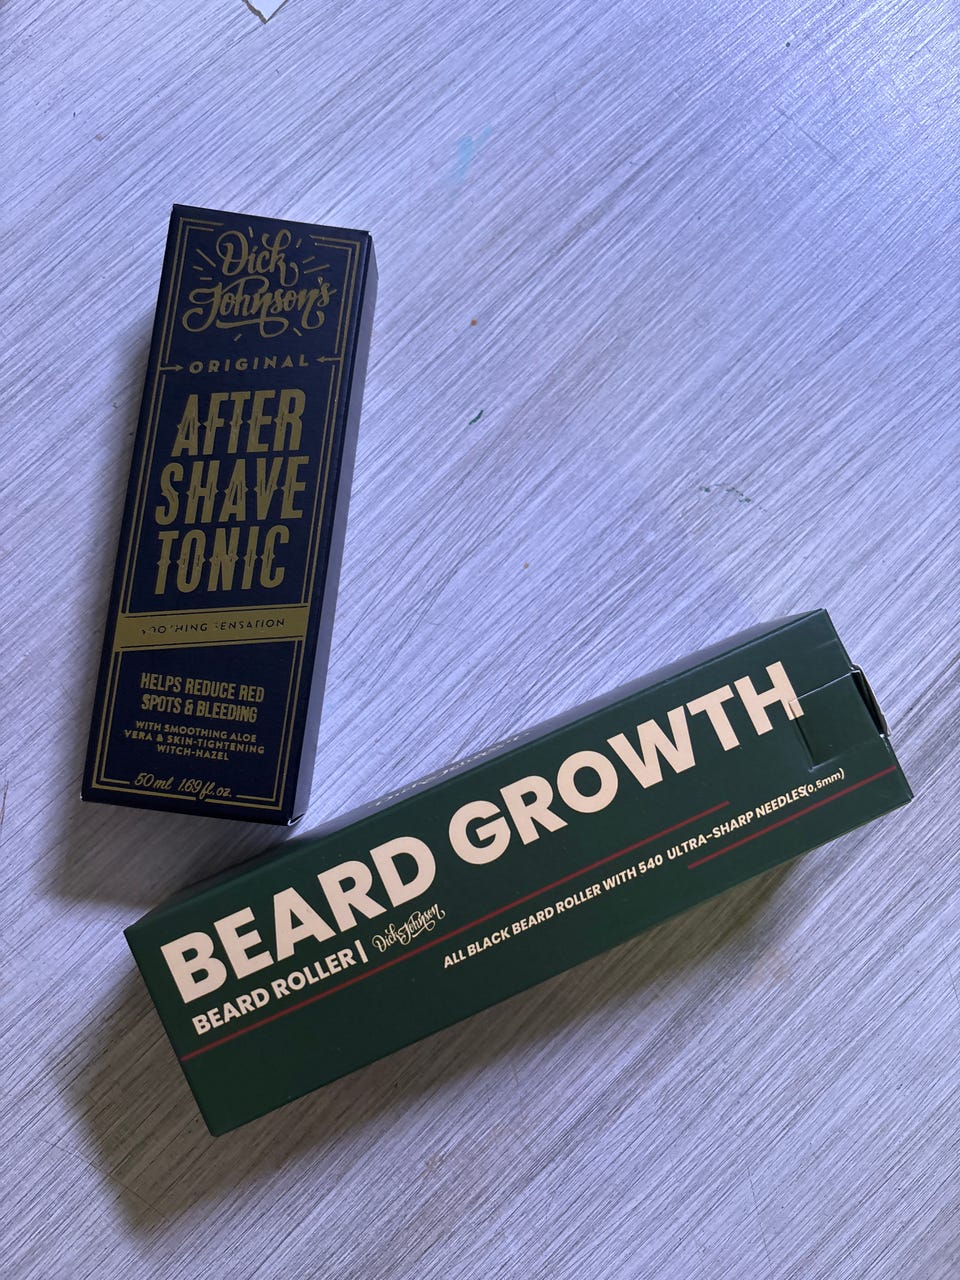 Dick
Johnson's
ORIGINAL
AFTER
SHAVE
TONIC
SOOTHING SENSATION
HELPS REDUCE RED
SPOTS & BLEEDING
WITH SMOOTHING ALOE
VERA & SKIN-TIGHTENING
WITCH-HAZEL
50 ml 1.69 fl. oz.
BEARD GROWTH
BEARD ROLLER | Dick Johnson
ALL BLACK BEARD ROLLER WITH 540 ULTRA-SHARP NEEDLES(0,5mm)